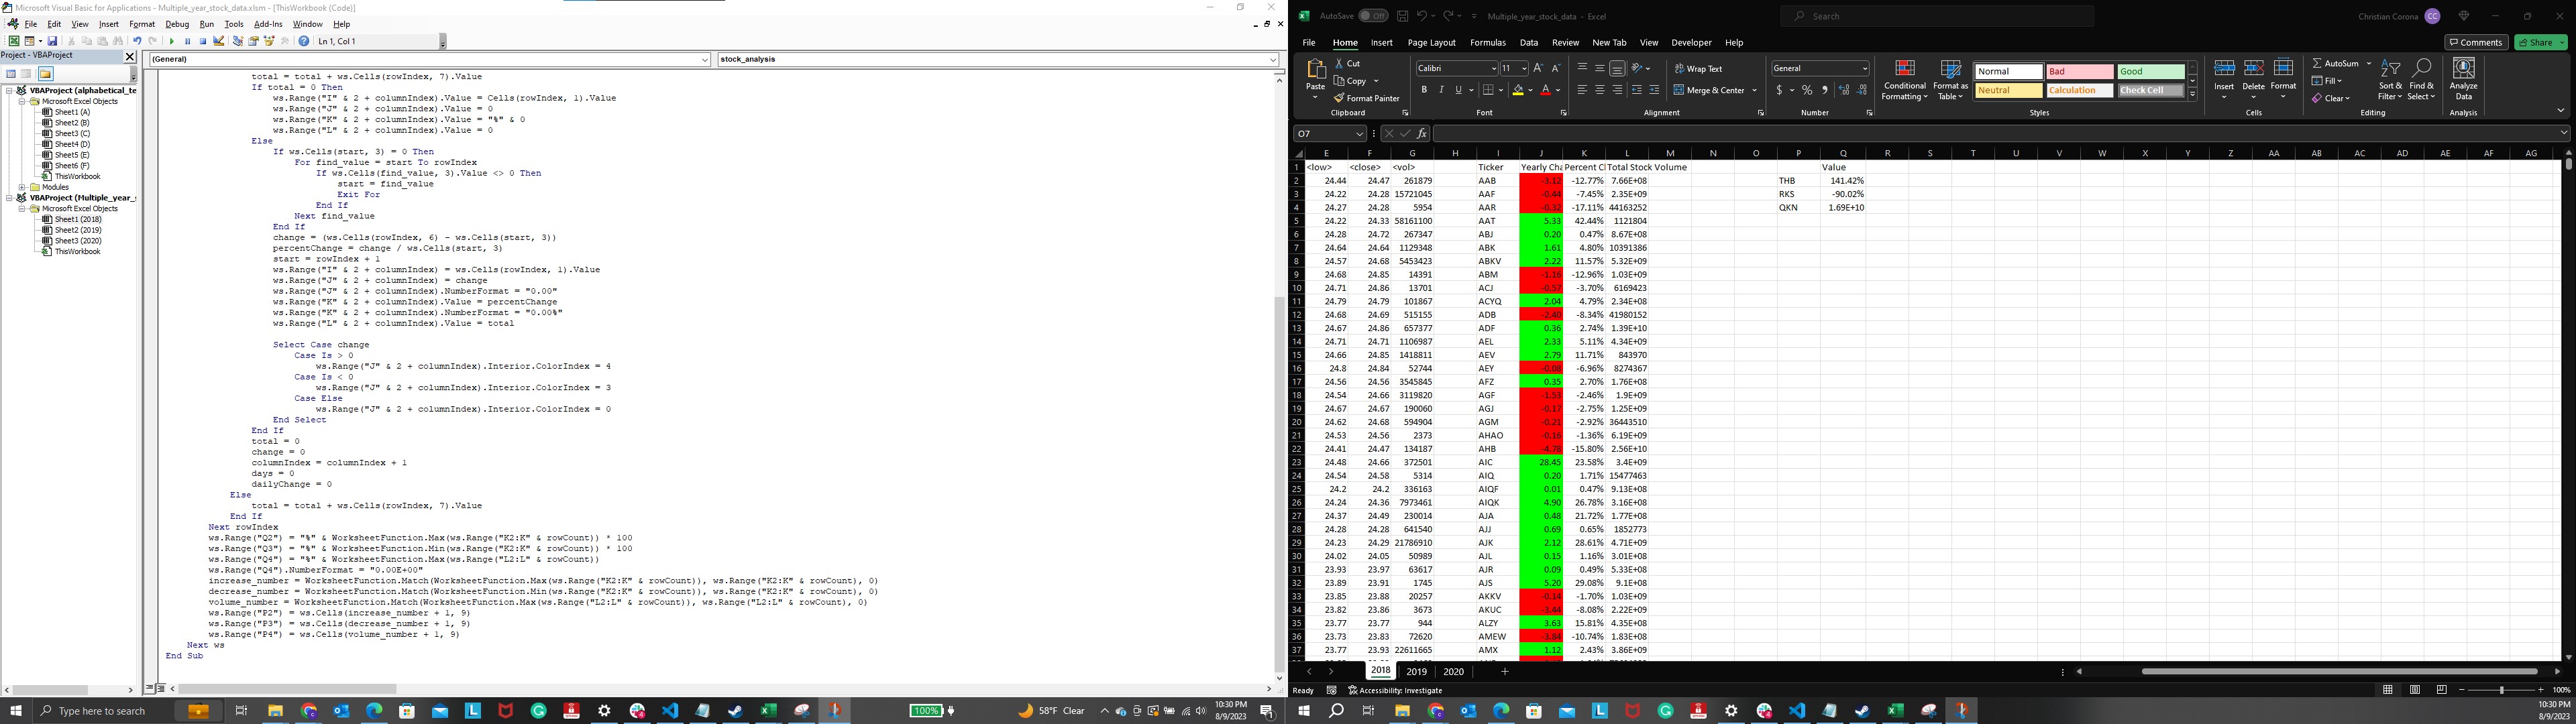 Microsoft Visual Basic for Applications - Multiple_year_stock_data.xlsm - [ThisWorkbook (Code)]
File Edit View Insert Format Debug Run Tools Add-Ins Window Help
Ln 1, Col 1
Project - VBAProject
(General)
stock_analysis
VBAProject (alphabetical_te
Microsoft Excel Objects
Sheet1 (A)
Sheet2 (B)
Sheet3 (C)
Sheet4 (D)
Sheet5 (E)
Sheet6 (F)
ThisWorkbook
Modules
VBAProject (Multiple_year_s
Microsoft Excel Objects
Sheet1 (2018)
Sheet2 (2019)
Sheet3 (2020)
ThisWorkbook
total = total + ws.Cells(rowIndex, 7).Value
If total = 0 Then
ws.Range("I" & 2 + columnIndex).Value = Cells(rowIndex, 1).Value
ws.Range("J" & 2 + columnIndex).Value = 0
ws.Range("K" & 2 + columnIndex).Value = "%" & 0
ws.Range("L" & 2 + columnIndex).Value = 0
Else
If ws.Cells(start, 3) = 0 Then
For find_value = start To rowIndex
If ws.Cells(find_value, 3).Value <> 0 Then
start = find_value
Exit For
End If
Next find_value
End If
change = (ws.Cells(rowIndex, 6) - ws.Cells(start, 3))
percentChange = change / ws.Cells(start, 3)
start = rowIndex + 1
ws.Range("I" & 2 + columnIndex) = ws.Cells(rowIndex, 1).Value
ws.Range("J" & 2 + columnIndex) = change
ws.Range("J" & 2 + columnIndex).NumberFormat = "0.00"
ws.Range("K" & 2 + columnIndex).Value = percentChange
ws.Range("K" & 2 + columnIndex).NumberFormat = "0.00%"
ws.Range("L" & 2 + columnIndex).Value = total
Select Case change
Case Is > 0
ws.Range("J" & 2 + columnIndex).Interior.ColorIndex = 4
Case Is < 0
ws.Range("J" & 2 + columnIndex).Interior.ColorIndex = 3
Case Else
ws.Range("J" & 2 + columnIndex).Interior.ColorIndex = 0
End Select
End If
total = 0
change = 0
columnIndex = columnIndex + 1
days = 0
dailyChange = 0
Else
total = total + ws.Cells(rowIndex, 7).Value
End If
Next rowIndex
ws.Range("Q2") = "%" & WorksheetFunction.Max(ws.Range("K2:K" & rowCount)) * 100
ws.Range("Q3") = "%" & WorksheetFunction.Min(ws.Range("K2:K" & rowCount)) * 100
ws.Range("Q4") = "%" & WorksheetFunction.Max(ws.Range("L2:L" & rowCount))
ws.Range("Q4").NumberFormat = "0.00E+00"
increase_number = WorksheetFunction.Match(WorksheetFunction.Max(ws.Range("K2:K" & rowCount)), ws.Range("K2:K" & rowCount), 0)
decrease_number = WorksheetFunction.Match(WorksheetFunction.Min(ws.Range("K2:K" & rowCount)), ws.Range("K2:K" & rowCount), 0)
volume_number = WorksheetFunction.Match(WorksheetFunction.Max(ws.Range("L2:L" & rowCount)), ws.Range("L2:L" & rowCount), 0)
ws.Range("P2") = ws.Cells(increase_number + 1, 9)
ws.Range("P3") = ws.Cells(decrease_number + 1, 9)
ws.Range("P4") = ws.Cells(volume_number + 1, 9)
Next ws
End Sub
Type here to search
100%
58°F Clear
10:30 PM
8/9/2023
AutoSave Off Multiple_year_stock_data - Excel Search Christian Corona CC
File Home Insert Page Layout Formulas Data Review New Tab View Developer Help Comments Share
Paste Cut Copy Format Painter Clipboard
Calibri 11 B I U Font
Wrap Text Merge & Center Alignment
General $ % Number
Conditional Formatting Format as Table Normal Bad Good Neutral Calculation Check Cell Styles
Insert Delete Format Cells
AutoSum Fill Clear Sort & Filter Find & Select Editing
Analyze Data Analysis
O7 fx
E F G H I J K L M N O P Q R S T U V W X Y Z AA AB AC AD AE AF AG
1 <low> <close> <vol> Ticker Yearly Cha Percent Cl Total Stock Volume Value
2 24.44 24.47 261879 AAB -3.12 -12.77% 7.66E+08 THB 141.42%
3 24.22 24.28 15721045 AAF -0.44 -7.45% 2.35E+09 RKS -90.02%
4 24.27 24.28 5954 AAR -0.32 -17.11% 44163252 QKN 1.69E+10
5 24.22 24.33 58161100 AAT 5.33 42.44% 1121804
6 24.28 24.72 267347 ABJ 0.20 0.47% 8.67E+08
7 24.64 24.64 1129348 ABK 1.61 4.80% 10391386
8 24.57 24.68 5453423 ABKV 2.22 11.57% 5.32E+09
9 24.68 24.85 14391 ABM -1.16 -12.96% 1.03E+09
10 24.71 24.86 13701 ACJ -0.57 -3.70% 6169423
11 24.79 24.79 101867 ACYQ 2.04 4.79% 2.34E+08
12 24.68 24.69 515155 ADB -2.40 -8.34% 41980152
13 24.67 24.86 657377 ADF 0.36 2.74% 1.39E+10
14 24.71 24.71 1106987 AEL 2.33 5.11% 4.34E+09
15 24.66 24.85 1418811 AEV 2.79 11.71% 843970
16 24.8 24.84 52744 AEY -0.08 -6.96% 8274367
17 24.56 24.56 3545845 AFZ 0.35 2.70% 1.76E+08
18 24.54 24.66 3119820 AGF -1.53 -2.46% 1.9E+09
19 24.67 24.67 190060 AGJ -0.17 -2.75% 1.25E+09
20 24.62 24.68 594904 AGM -0.21 -2.92% 36443510
21 24.53 24.56 2373 AHAO -0.16 -1.36% 6.19E+09
22 24.41 24.47 134187 AHB -4.78 -15.80% 2.56E+10
23 24.48 24.66 372501 AIC 28.45 23.58% 3.4E+09
24 24.54 24.58 5314 AIQ 0.20 1.71% 15477463
25 24.2 24.2 336163 AIQF 0.01 0.47% 9.13E+08
26 24.24 24.36 7973461 AIQK 4.90 26.78% 3.16E+08
27 24.37 24.49 230014 AJA 0.48 21.72% 1.77E+08
28 24.28 24.28 641540 AJJ 0.69 0.65% 1852773
29 24.23 24.29 21786910 AJK 2.12 28.61% 4.71E+09
30 24.02 24.05 50989 AJL 0.15 1.16% 3.01E+08
31 23.93 23.97 63617 AJR 0.09 0.49% 5.33E+08
32 23.89 23.91 1745 AJS 5.20 29.08% 9.1E+08
33 23.85 23.88 20257 AKKV -0.14 -1.70% 1.03E+09
34 23.82 23.86 3673 AKUC -3.44 -8.08% 2.22E+09
35 23.77 23.77 944 ALZY 3.63 15.81% 4.35E+08
36 23.73 23.83 72620 AMEW -3.84 -10.74% 1.83E+08
37 23.77 23.93 22611665 AMX 1.12 2.43% 3.86E+09
2018 2019 2020
Ready Accessibility: Investigate 100%
10:30 PM
8/9/2023